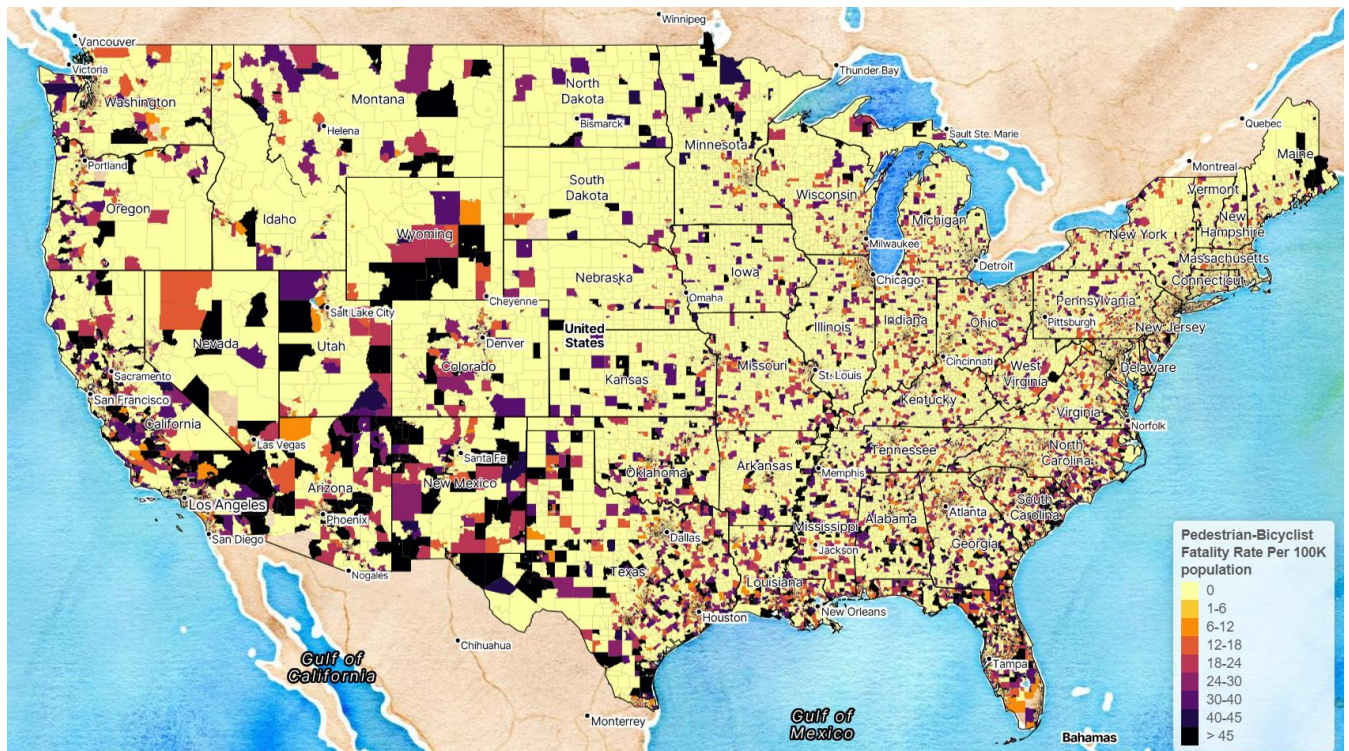 Winnipeg
Vancouver
Victoria
Thunder Bay
Washington
Montana
North
Dakota
Helena
Bismarck
Minnesota
Sault Ste. Marie
Quebec
Montreal
Maine
Portland
Oregon
Idaho
South
Dakota
Wisconsin
Michigan
Vermont
New
Hampshire
New York
Massachusetts
Connecticut
Wyoming
Milwaukee
Detroit
Chicago
Nebraska
Iowa
Omaha
Cheyenne
Salt Lake City
Pennsylvania
Pittsburgh
New Jersey
Nevada
Utah
Denver
Colorado
United
States
Illinois
Indiana
Ohio
Cincinnati
Delaware
Sacramento
San Francisco
California
Kansas
Missouri
St. Louis
West
Virginia
Kentucky
Virginia
Norfolk
Las Vegas
Santa Fe
Oklahoma
Arkansas
Tennessee
Memphis
North
Carolina
Los Angeles
Arizona
New Mexico
Phoenix
San Diego
Nogales
Dallas
Texas
Mississippi
Jackson
Alabama
Atlanta
Georgia
South
Carolina
Louisiana
Houston
New Orleans
Chihuahua
Gulf of
California
Monterrey
Gulf of
Mexico
Tampa
Bahamas
Pedestrian-Bicyclist
Fatality Rate Per 100K
population
0
1-6
6-12
12-18
18-24
24-30
30-40
40-45
> 45